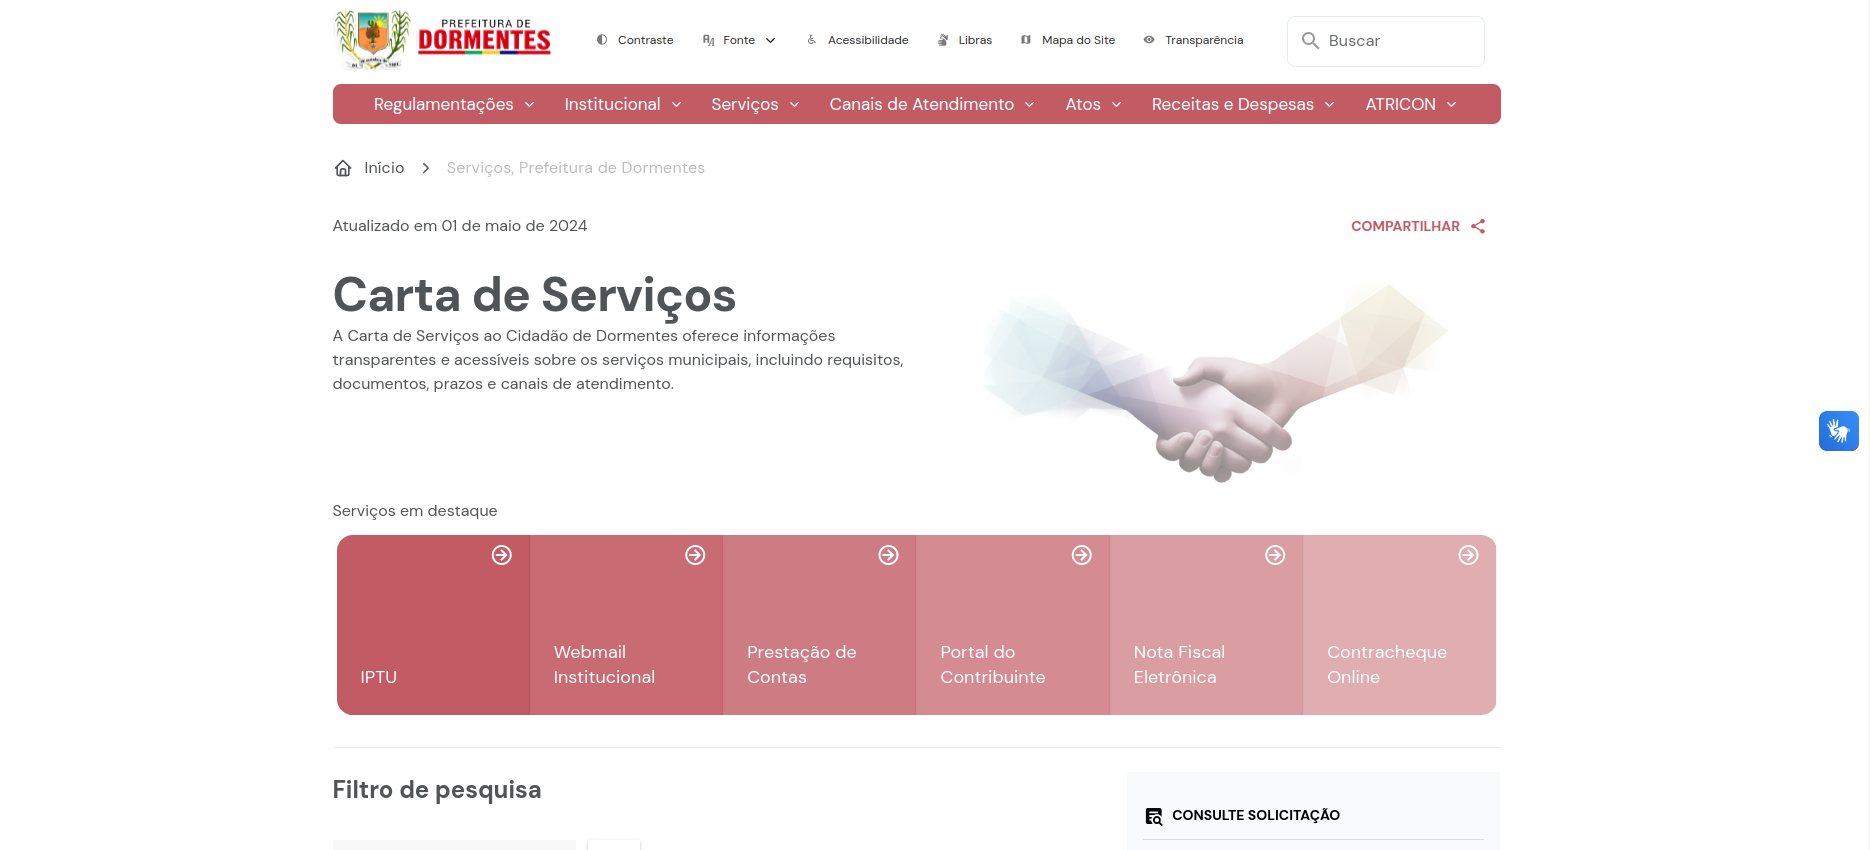 PREFEITURA DE
DORMENTES
Contraste
Fonte
Acessibilidade
Libras
Mapa do Site
Transparência
Buscar
Regulamentações
Institucional
Serviços
Canais de Atendimento
Atos
Receitas e Despesas
ATRICON
Início
Serviços, Prefeitura de Dormentes
Atualizado em 01 de maio de 2024
COMPARTILHAR
Carta de Serviços
A Carta de Serviços ao Cidadão de Dormentes oferece informações
transparentes e acessíveis sobre os serviços municipais, incluindo requisitos,
documentos, prazos e canais de atendimento.
Serviços em destaque
IPTU
Webmail
Institucional
Prestação de
Contas
Portal do
Contribuinte
Nota Fiscal
Eletrônica
Contracheque
Online
Filtro de pesquisa
CONSULTE SOLICITAÇÃO